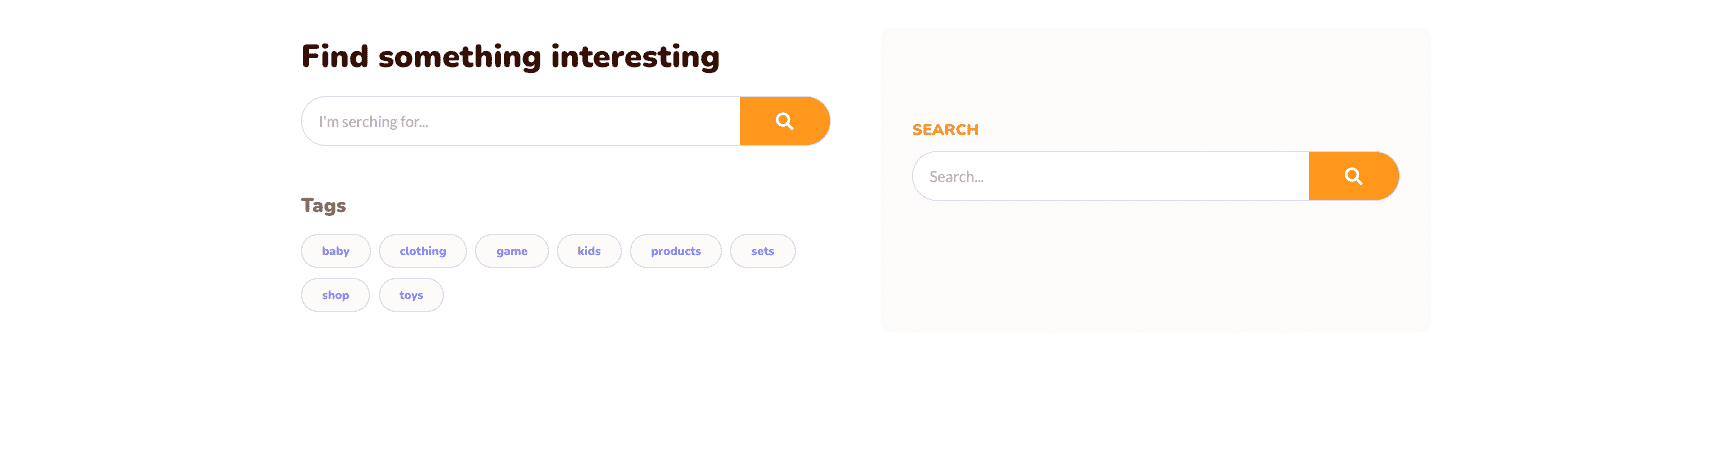 Find something interesting
I'm serching for...
Tags
baby clothing game kids products sets
shop toys
SEARCH
Search...